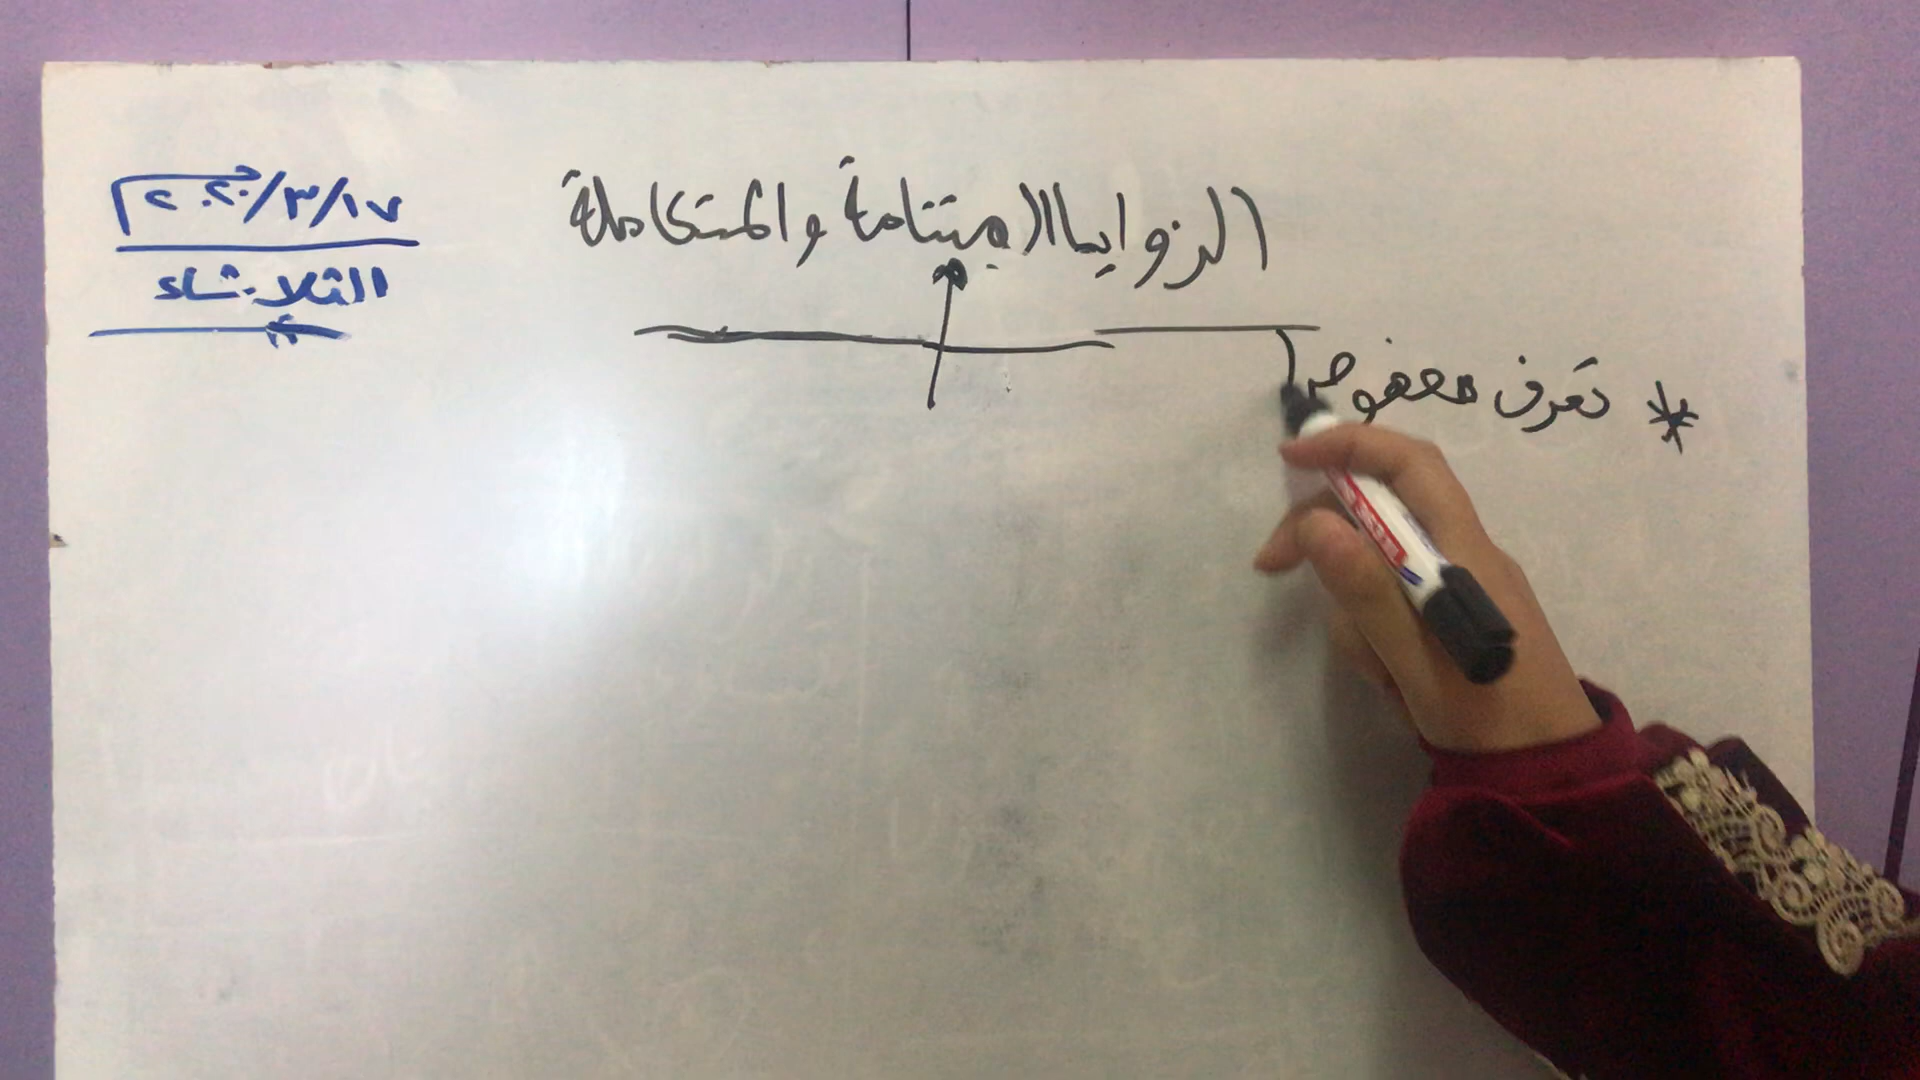 الزوايا المتتامة والمتكاملة
٢٠٢٠/٣/١٧
الثلاثاء
* تعرف مفهوم ا